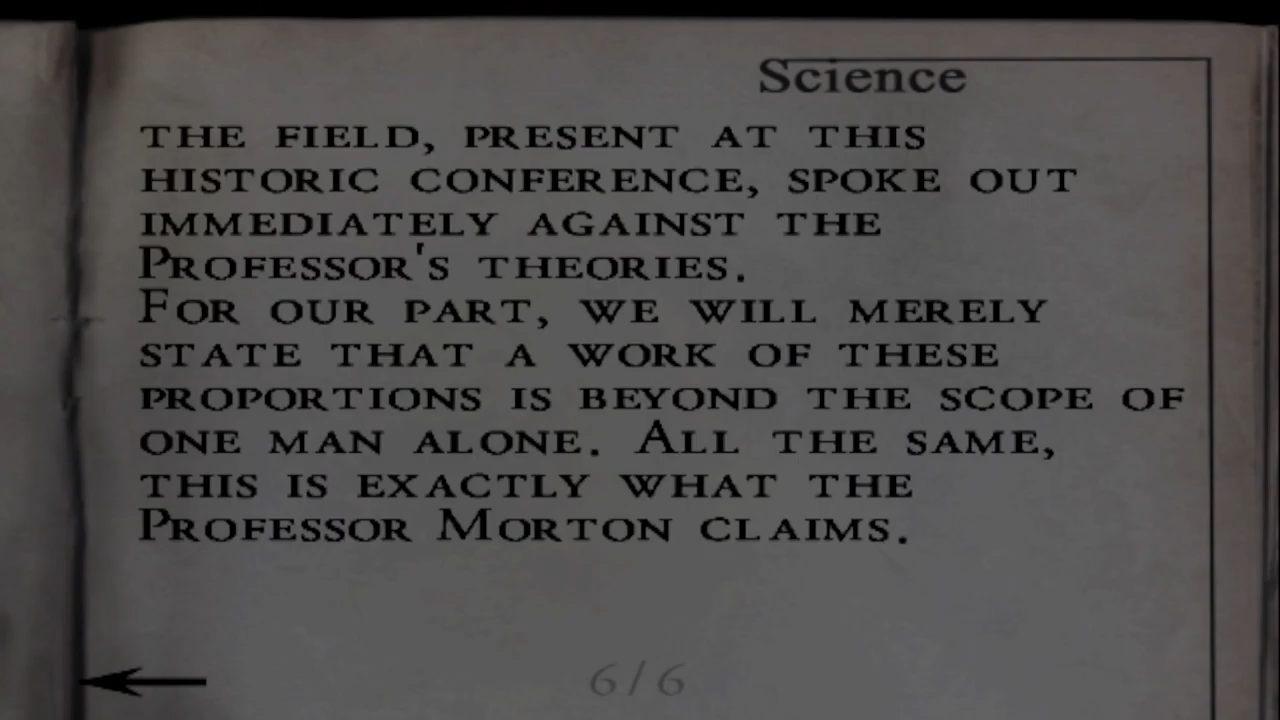 Science
THE FIELD, PRESENT AT THIS
HISTORIC CONFERENCE, SPOKE OUT
IMMEDIATELY AGAINST THE
PROFESSOR'S THEORIES.
FOR OUR PART, WE WILL MERELY
STATE THAT A WORK OF THESE
PROPORTIONS IS BEYOND THE SCOPE OF
ONE MAN ALONE. ALL THE SAME,
THIS IS EXACTLY WHAT THE
PROFESSOR MORTON CLAIMS.
6/6